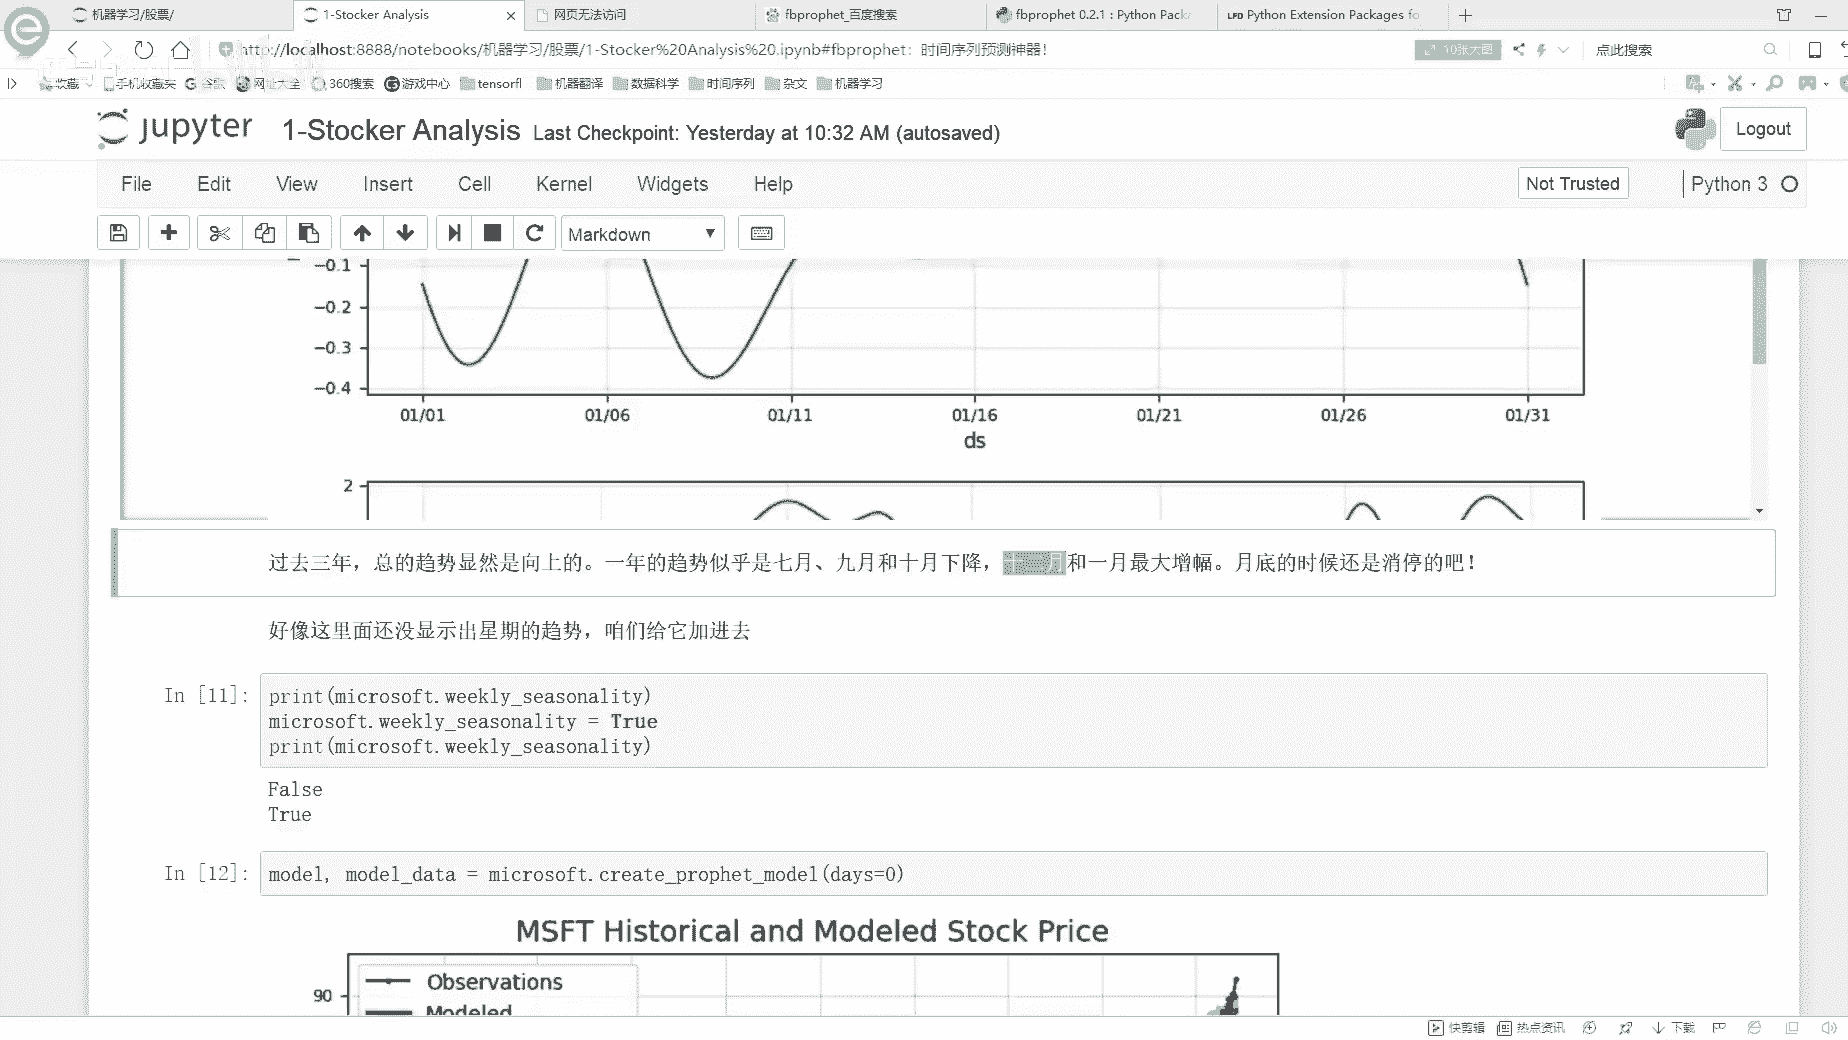 机器学习/股票/ 1-Stocker Analysis 网页无法访问 fbprophet_百度搜索 fbprophet 0.2.1 : Python Pack LFD Python Extension Packages fo
http://localhost:8888/notebooks/机器学习/股票/1-Stocker%20Analysis%20.ipynb#fbprophet：时间序列预测神器! 10张大图 点此搜索
收藏 手机收藏夹 谷歌 网址大全 360搜索 游戏中心 tensorfl 机器翻译 数据科学 时间序列 杂文 机器学习
jupyter 1-Stocker Analysis Last Checkpoint: Yesterday at 10:32 AM (autosaved) Logout
File Edit View Insert Cell Kernel Widgets Help Not Trusted Python 3
Markdown
−0.1
−0.2
−0.3
−0.4
01/01 01/06 01/11 01/16 01/21 01/26 01/31
ds
2
过去三年，总的趋势显然是向上的。一年的趋势似乎是七月、九月和十月下降，月和一月最大增幅。月底的时候还是消停的吧！
好像这里面还没显示出星期的趋势，咱们给它加进去
In [11]: print(microsoft.weekly_seasonality)
microsoft.weekly_seasonality = True
print(microsoft.weekly_seasonality)
False
True
In [12]: model, model_data = microsoft.create_prophet_model(days=0)
MSFT Historical and Modeled Stock Price
Observations
90
Modeled
快剪辑 热点资讯 下载